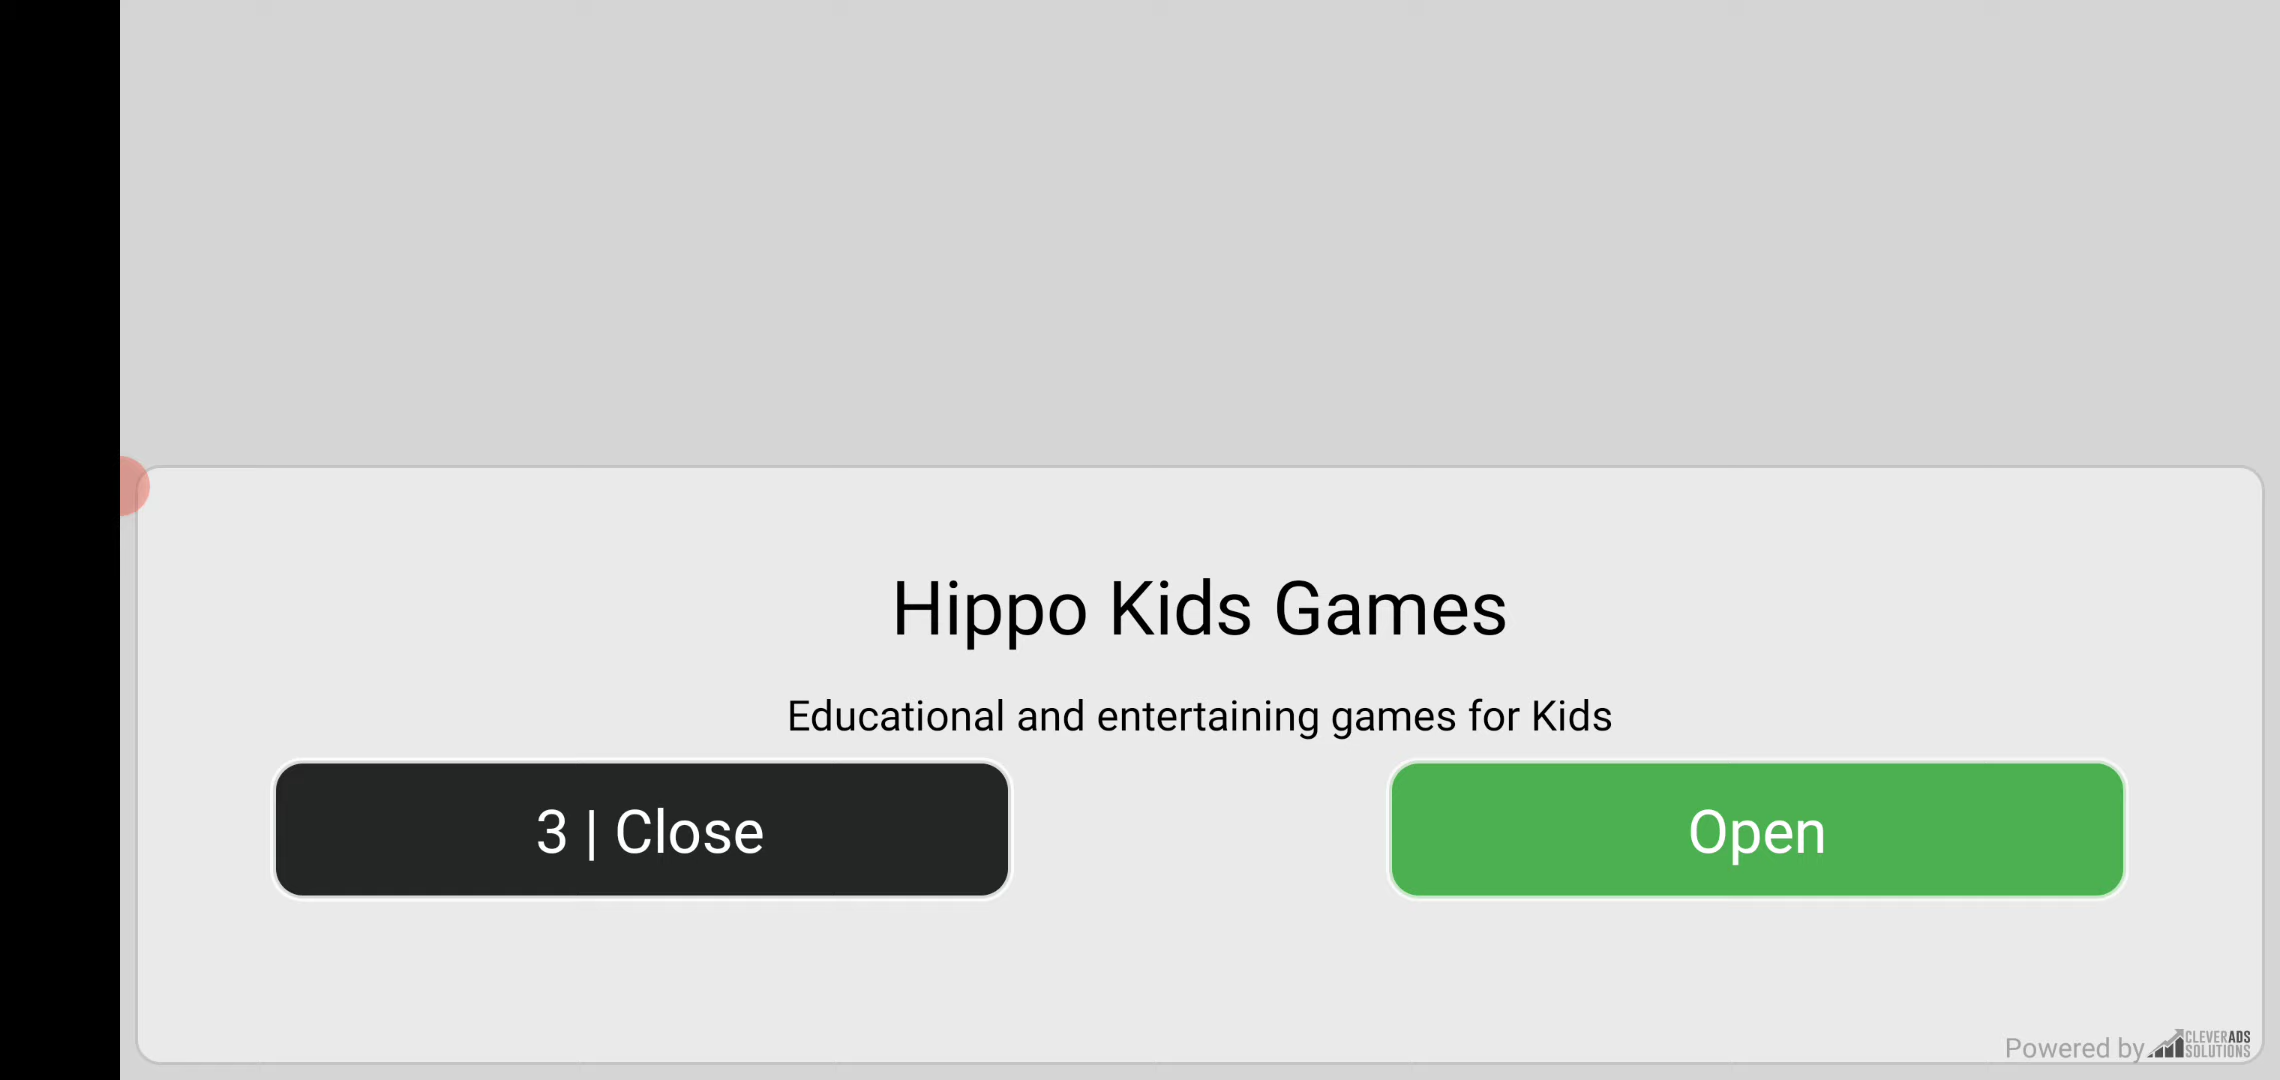 Hippo Kids Games
Educational and entertaining games for Kids
3 | Close
Open
Powered by CLEVERADS SOLUTIONS